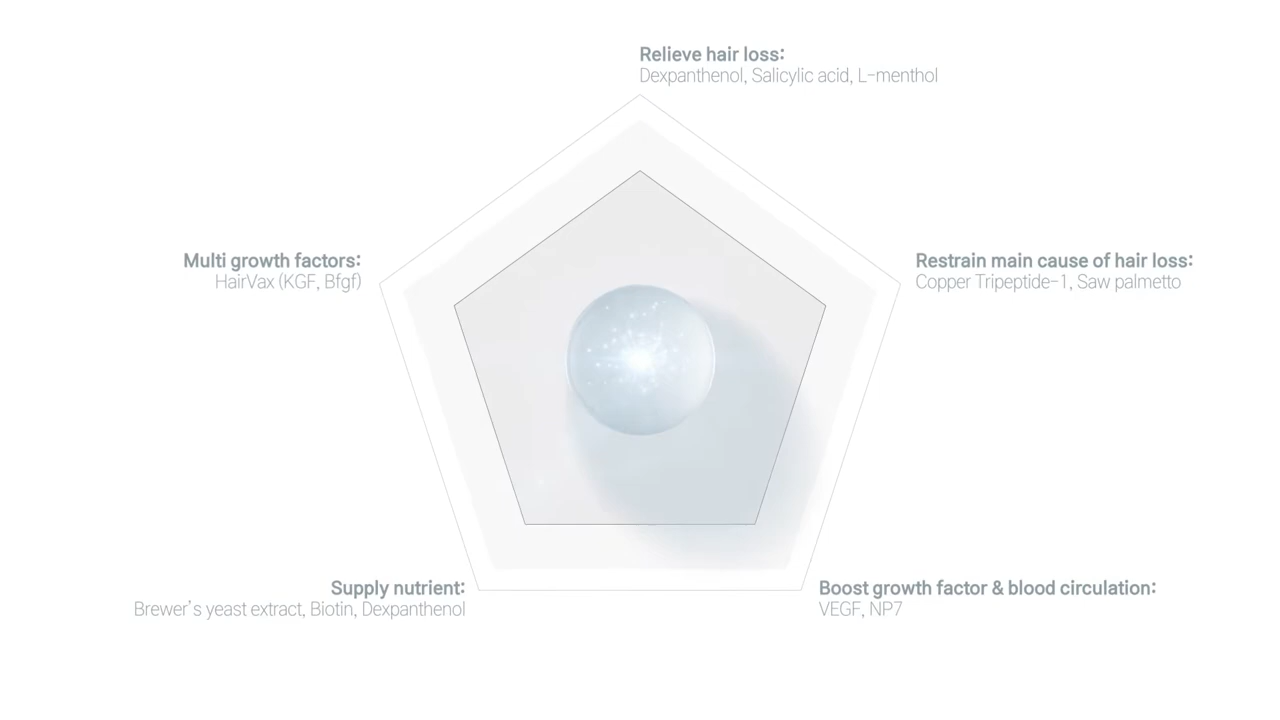 Relieve hair loss:
Dexpanthenol, Salicylic acid, L-menthol
Multi growth factors:
HairVax (KGF, Bfgf)
Restrain main cause of hair loss:
Copper Tripeptide-1, Saw palmetto
Supply nutrient:
Brewer's yeast extract, Biotin, Dexpanthenol
Boost growth factor & blood circulation:
VEGF, NP7